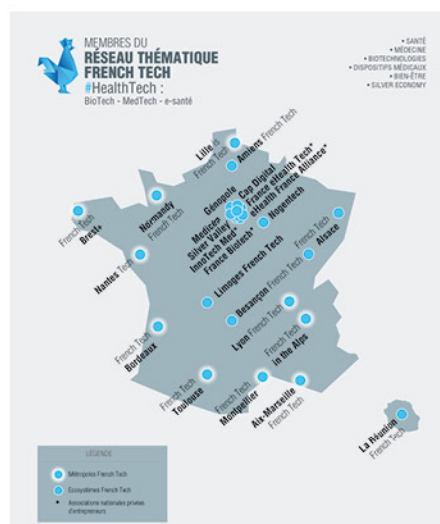 MEMBRES DU
RÉSEAU THÉMATIQUE
FRENCH TECH
#HealthTech :
BioTech - MedTech - e-santé
• SANTÉ
• MÉDECINE
• BIOTECHNOLOGIES
• DISPOSITIFS MÉDICAUX
• BIEN-ÊTRE
• SILVER ECONOMY
Lille is
French Tech
Amiens French Tech
Normandy
French Tech
French Tech
Brest+
Nantes Tech
Génopole
Cap Digital
France eHealth Tech*
eHealth France Alliance*
Medicen
Silver Valley
InnoTech Med*
France Biotech*
Nogentech
French Tech
Alsace
Limoges French Tech
Besançon French Tech
Lyon French Tech
French Tech
in the Alps
French Tech
Bordeaux
French Tech
Toulouse
French Tech
Montpellier
Aix-Marseille
French Tech
La Réunion
French Tech
LÉGENDE
Métropoles French Tech
Ecosystèmes French Tech
* Associations nationales privées
d'entrepreneurs